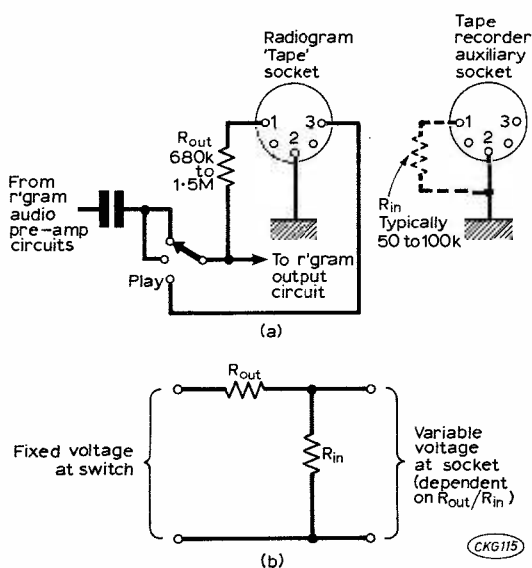 Radiogram
'Tape'
socket
Tape
recorder
auxiliary
socket
1
3
2
1
3
2
Rout
680k
to
1·5M
From
r'gram
audio
pre-amp
circuits
Rin
Typically
50 to 100k
To r'gram
output
circuit
Play
(a)
Rout
Fixed voltage
at switch
Rin
Variable
voltage
at socket
(dependent
on Rout/Rin)
(b)
CKG115